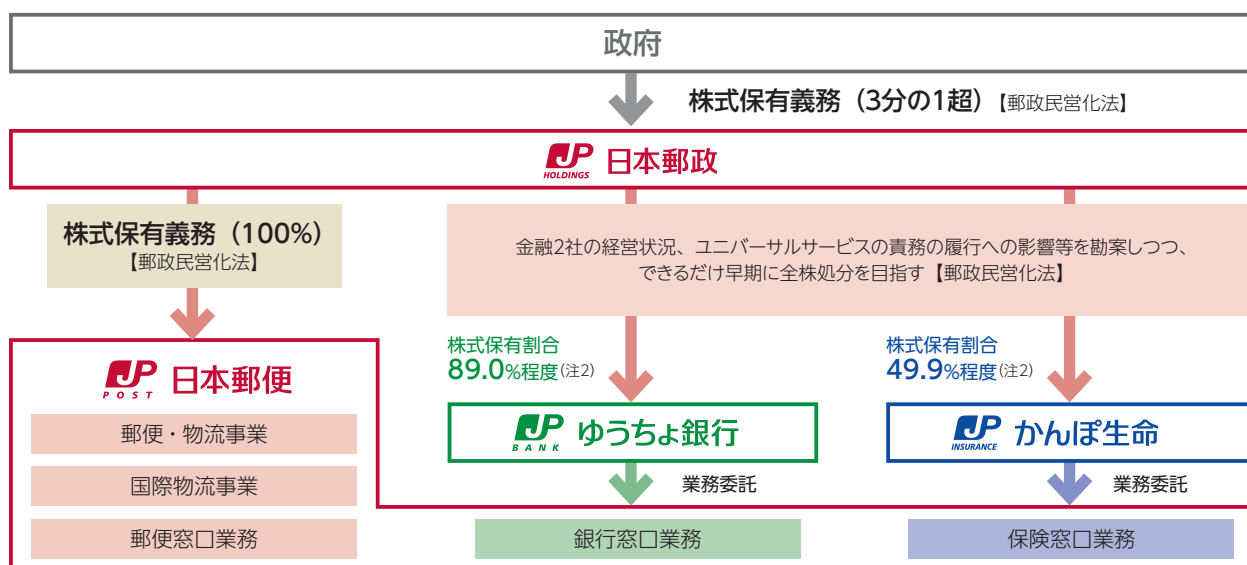 政府
株式保有義務（3分の1超）【郵政民営化法】
JP HOLDINGS 日本郵政
株式保有義務（100%）
【郵政民営化法】
金融2社の経営状況、ユニバーサルサービスの責務の履行への影響等を勘案しつつ、
できるだけ早期に全株処分を目指す【郵政民営化法】
株式保有割合
89.0%程度(注2)
株式保有割合
49.9%程度(注2)
JP POST 日本郵便
郵便・物流事業
国際物流事業
郵便窓口業務
JP BANK ゆうちょ銀行
業務委託
銀行窓口業務
JP INSURANCE かんぽ生命
業務委託
保険窓口業務